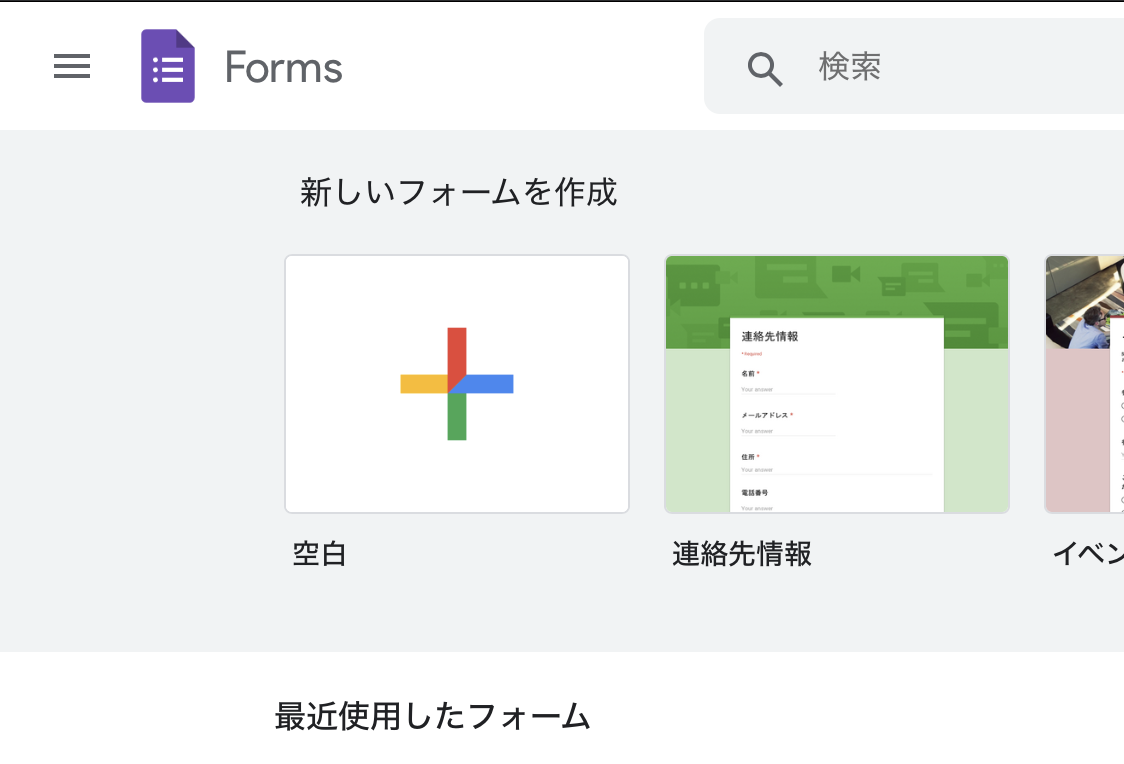 Forms
検索
新しいフォームを作成
連絡先情報
*Required
名前 *
Your answer
メールアドレス *
Your answer
住所 *
Your answer
電話番号
Your answer
空白
連絡先情報
イベン
最近使用したフォーム